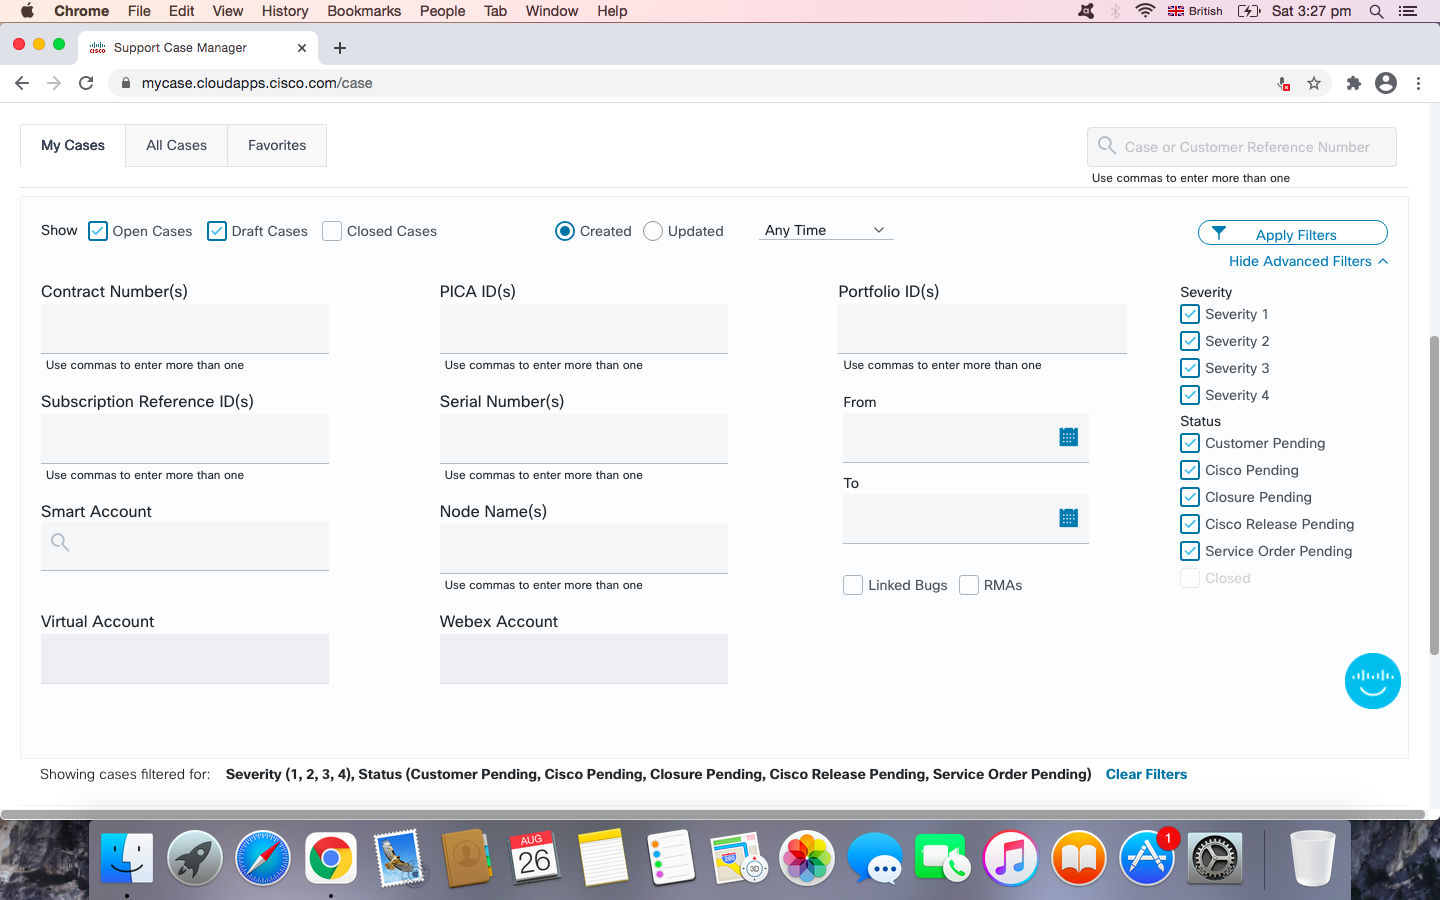 Chrome File Edit View History Bookmarks People Tab Window Help British Sat 3:27 pm
cisco Support Case Manager
mycase.cloudapps.cisco.com/case
My Cases All Cases Favorites
Case or Customer Reference Number
Use commas to enter more than one
Show Open Cases Draft Cases Closed Cases Created Updated Any Time Apply Filters
Hide Advanced Filters
Contract Number(s) PICA ID(s) Portfolio ID(s) Severity
Severity 1
Severity 2
Use commas to enter more than one Use commas to enter more than one Use commas to enter more than one Severity 3
Severity 4
Subscription Reference ID(s) Serial Number(s) From
Status
Customer Pending
Cisco Pending
Use commas to enter more than one Use commas to enter more than one
To
Closure Pending
Smart Account Node Name(s)
Cisco Release Pending
Service Order Pending
Closed
Use commas to enter more than one Linked Bugs RMAs
Virtual Account Webex Account
Showing cases filtered for: Severity (1, 2, 3, 4), Status (Customer Pending, Cisco Pending, Closure Pending, Cisco Release Pending, Service Order Pending) Clear Filters
AUG
26
280
3D
1